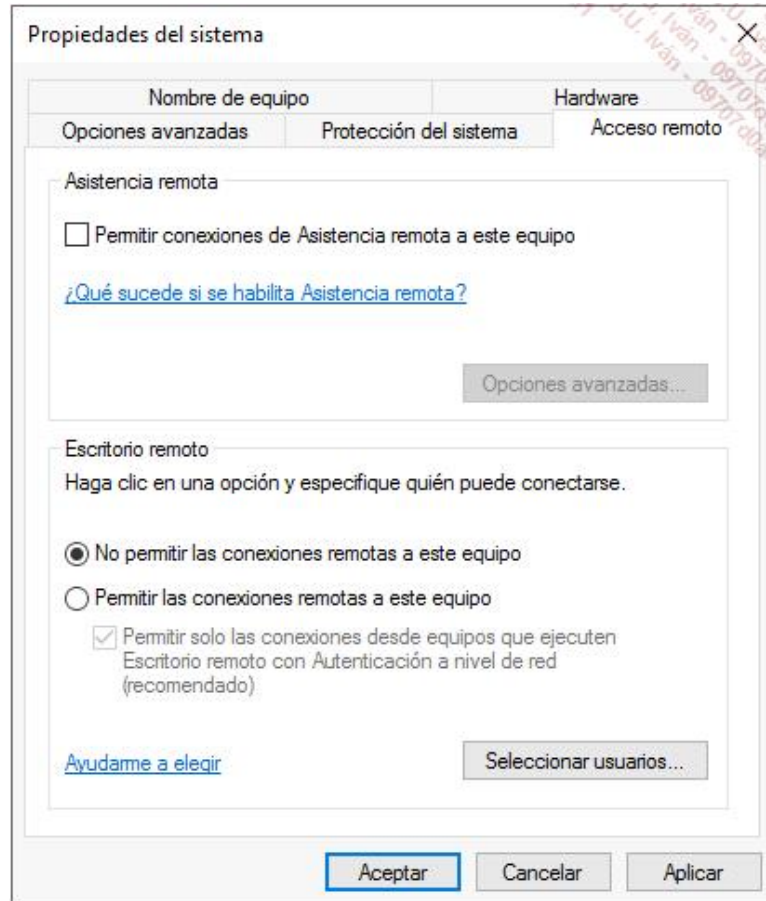 Propiedades del sistema
Nombre de equipo
Hardware
Opciones avanzadas
Protección del sistema
Acceso remoto
Asistencia remota
Permitir conexiones de Asistencia remota a este equipo
¿Qué sucede si se habilita Asistencia remota?
Opciones avanzadas...
Escritorio remoto
Haga clic en una opción y especifique quién puede conectarse.
No permitir las conexiones remotas a este equipo
Permitir las conexiones remotas a este equipo
Permitir solo las conexiones desde equipos que ejecuten
Escritorio remoto con Autenticación a nivel de red
(recomendado)
Ayudarme a elegir
Seleccionar usuarios...
Aceptar
Cancelar
Aplicar